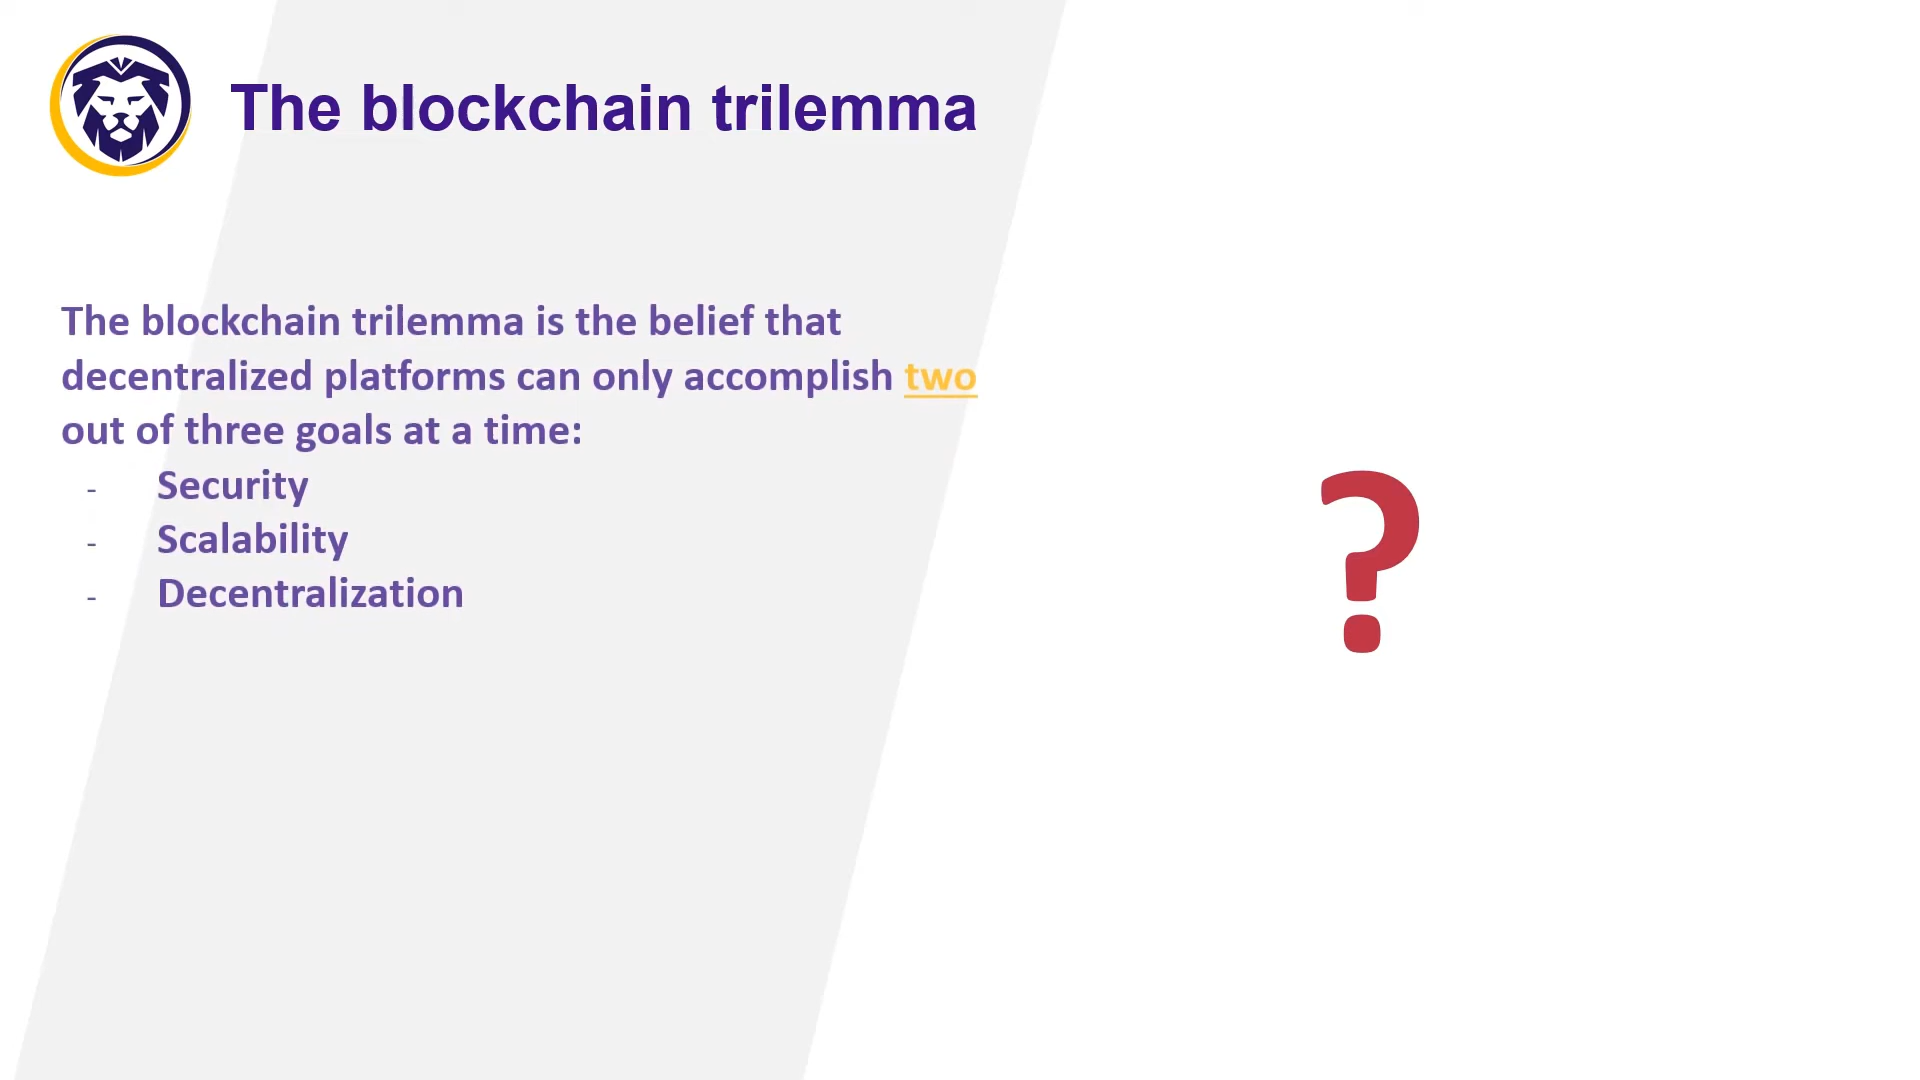 The blockchain trilemma
The blockchain trilemma is the belief that
decentralized platforms can only accomplish two
out of three goals at a time:
- Security
- Scalability
- Decentralization
?